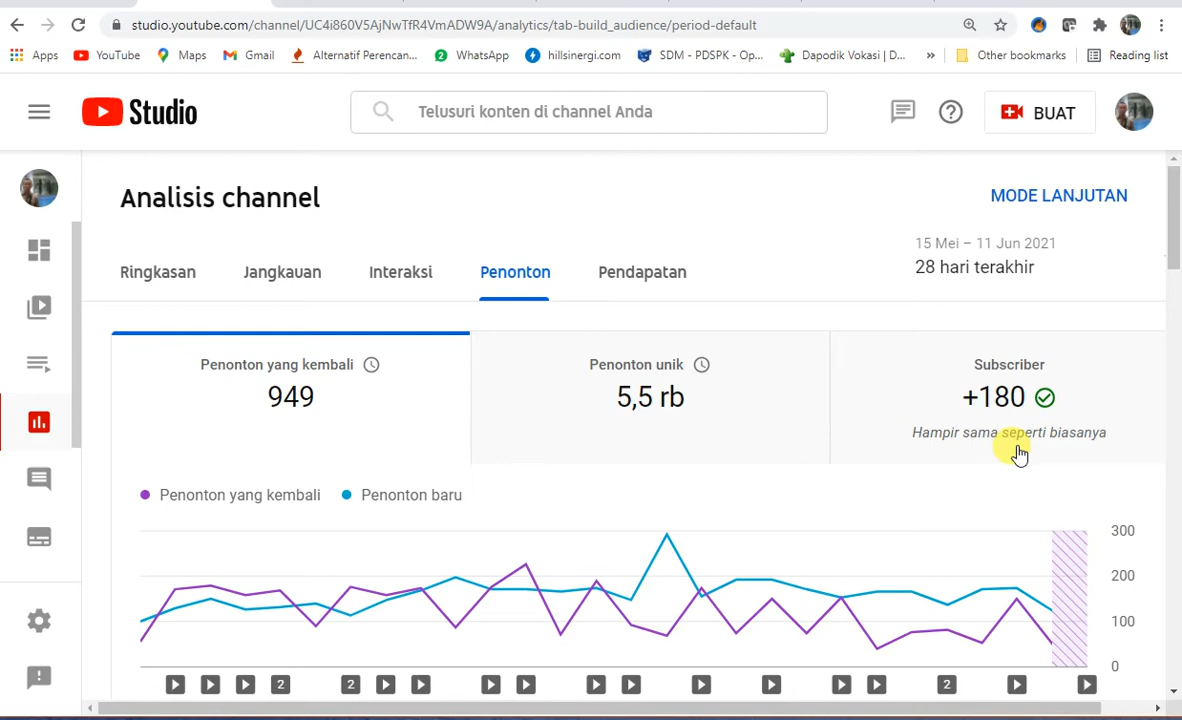 studio.youtube.com/channel/UC4i860V5AjNwTfR4VmADW9A/analytics/tab-build_audience/period-default
Apps
YouTube
Maps
Gmail
Alternatif Perencan...
2
WhatsApp
hillsinergi.com
SDM - PDSPK - Op...
Dapodik Vokasi | D...
»
Other bookmarks
Reading list
Studio
Telusuri konten di channel Anda
BUAT
Analisis channel
MODE LANJUTAN
15 Mei – 11 Jun 2021
28 hari terakhir
Ringkasan
Jangkauan
Interaksi
Penonton
Pendapatan
Penonton yang kembali
949
Penonton unik
5,5 rb
Subscriber
+180
Hampir sama seperti biasanya
Penonton yang kembali
Penonton baru
300
200
100
0
2
2
2